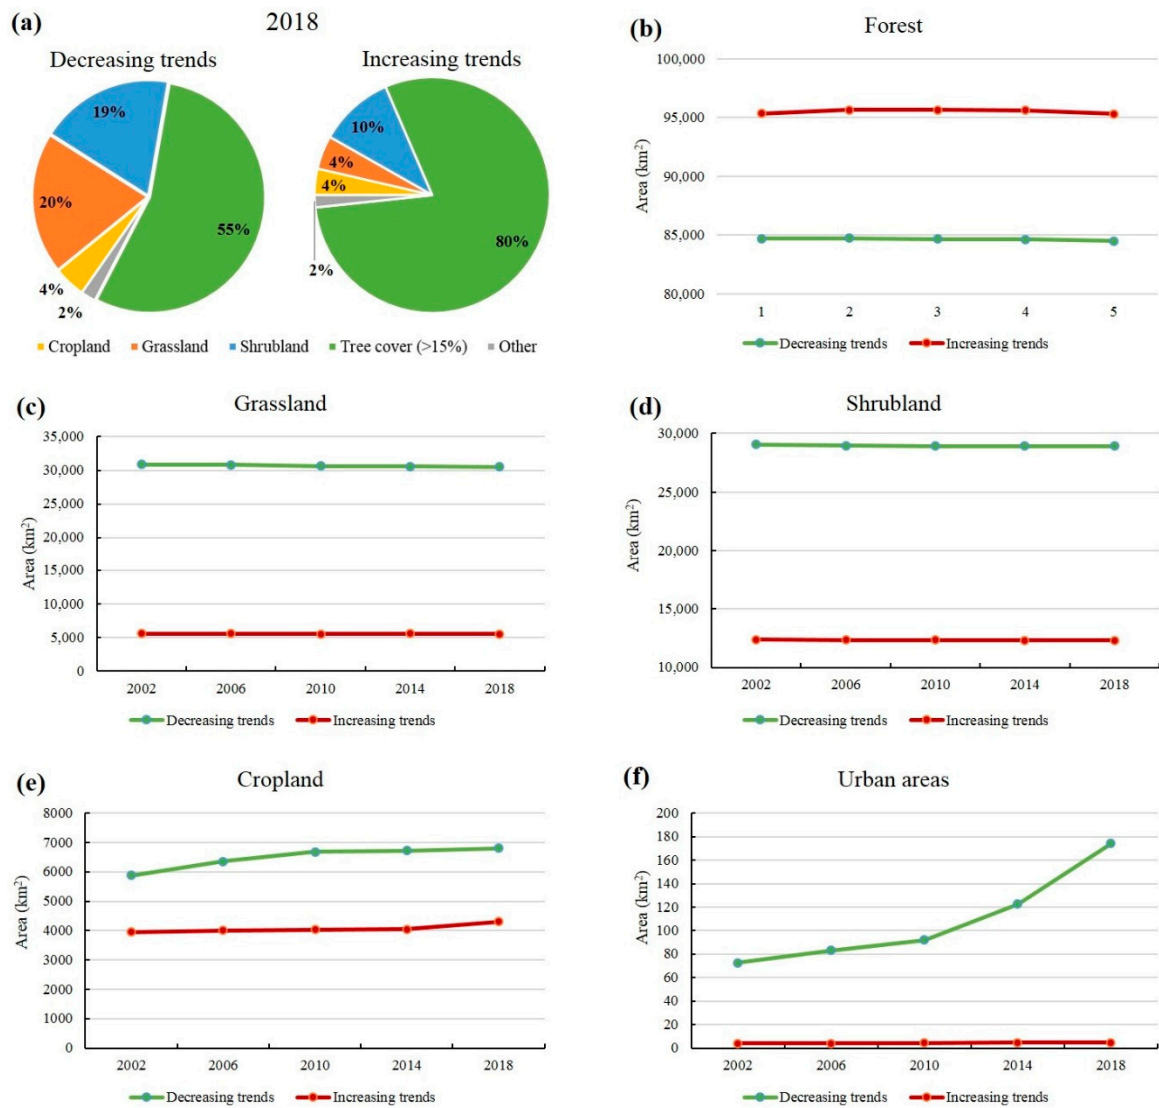 (a)
2018
Decreasing trends
Increasing trends
19%
20%
55%
4%
2%
10%
4%
4%
80%
2%
Cropland Grassland Shrubland Tree cover (>15%) Other
(b)
Forest
Area (km²)
100,000
95,000
90,000
85,000
80,000
1 2 3 4 5
Decreasing trends Increasing trends
(c)
Grassland
Area (km²)
35,000
30,000
25,000
20,000
15,000
10,000
5,000
0
2002 2006 2010 2014 2018
Decreasing trends Increasing trends
(d)
Shrubland
Area (km²)
30,000
25,000
20,000
15,000
10,000
2002 2006 2010 2014 2018
Decreasing trends Increasing trends
(e)
Cropland
Area (km²)
8000
7000
6000
5000
4000
3000
2000
1000
0
2002 2006 2010 2014 2018
Decreasing trends Increasing trends
(f)
Urban areas
Area (km²)
200
180
160
140
120
100
80
60
40
20
0
2002 2006 2010 2014 2018
Decreasing trends Increasing trends